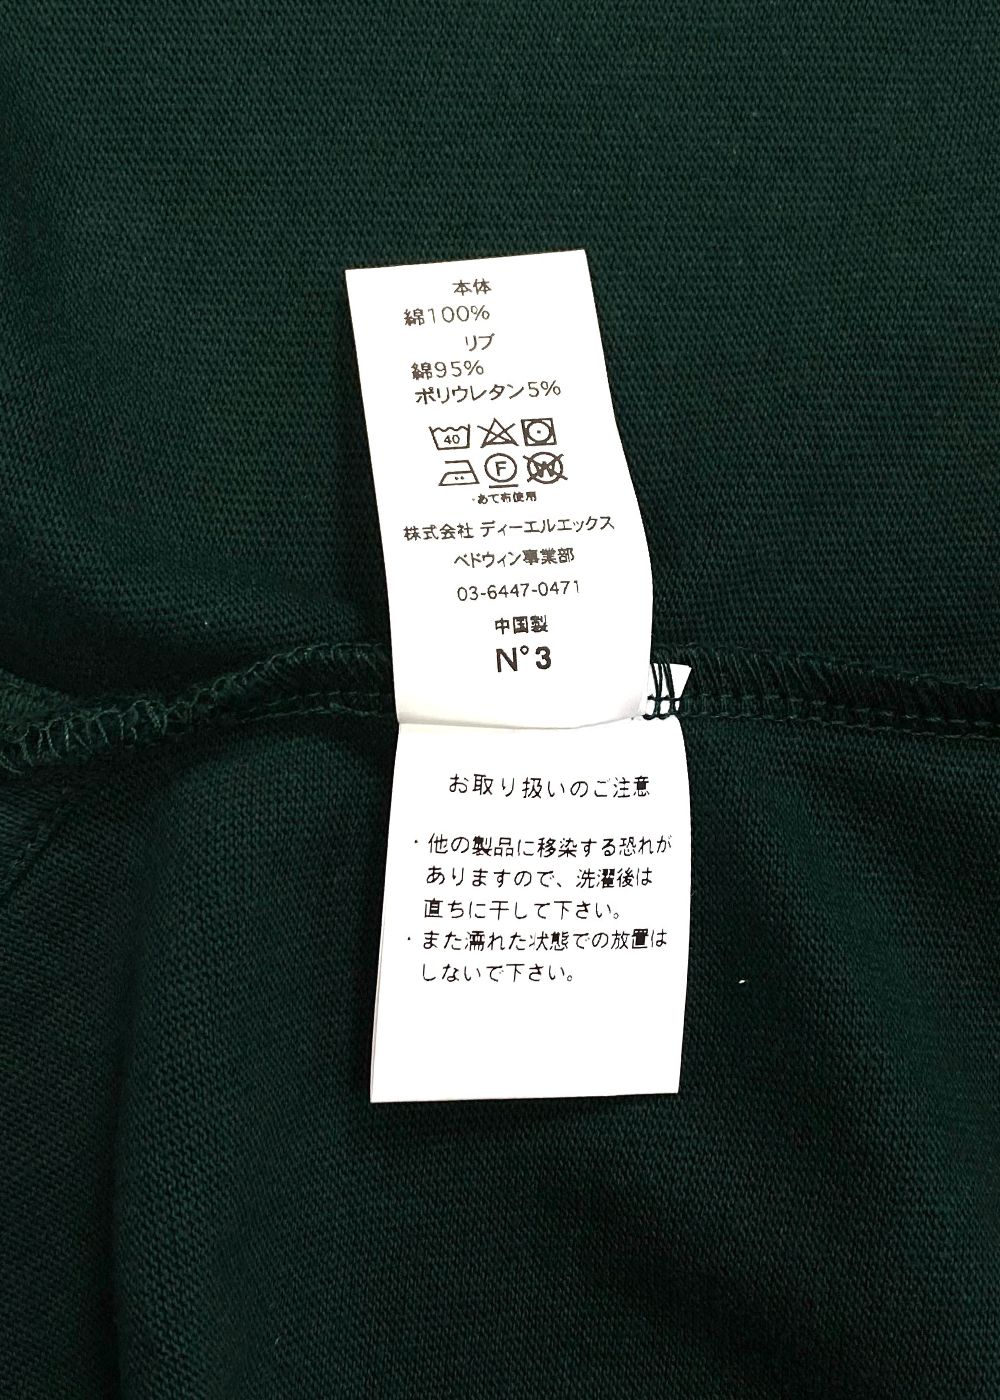 本体
綿100%
リブ
綿95%
ポリウレタン5%
40
F W
・あて布使用
株式会社 ディーエルエックス
ベドウィン事業部
03-6447-0471
中国製
N°3
お取り扱いのご注意
・他の製品に移染する恐れが
ありますので、洗濯後は
直ちに干して下さい。
・また濡れた状態での放置は
しないで下さい。